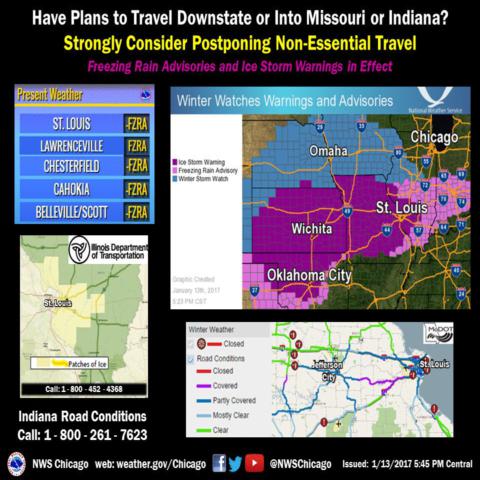 Have Plans to Travel Downstate or Into Missouri or Indiana?
Strongly Consider Postponing Non-Essential Travel
Freezing Rain Advisories and Ice Storm Warnings in Effect
Present Weather
ST. LOUIS -FZRA
LAWRENCEVILLE -FZRA
CHESTERFIELD -FZRA
CAHOKIA -FZRA
BELLEVILLE/SCOTT -FZRA
Winter Watches Warnings and Advisories
National Weather Service
Ice Storm Warning
Freezing Rain Advisory
Winter Storm Watch
Chicago
Omaha
St. Louis
Wichita
Oklahoma City
Graphic Created
January 13th, 2017
5:23 PM CST
Illinois Department
of Transportation
St. Louis
Patches of Ice
Call: 1 - 800 - 452 - 4368
Winter Weather
Closed
Road Conditions
Closed
Covered
Partly Covered
Mostly Clear
Clear
MoDOT
Jefferson
City
St. Louis
Indiana Road Conditions
Call: 1 - 800 - 261 - 7623
NWS Chicago web: weather.gov/Chicago @NWSChicago Issued: 1/13/2017 5:45 PM Central